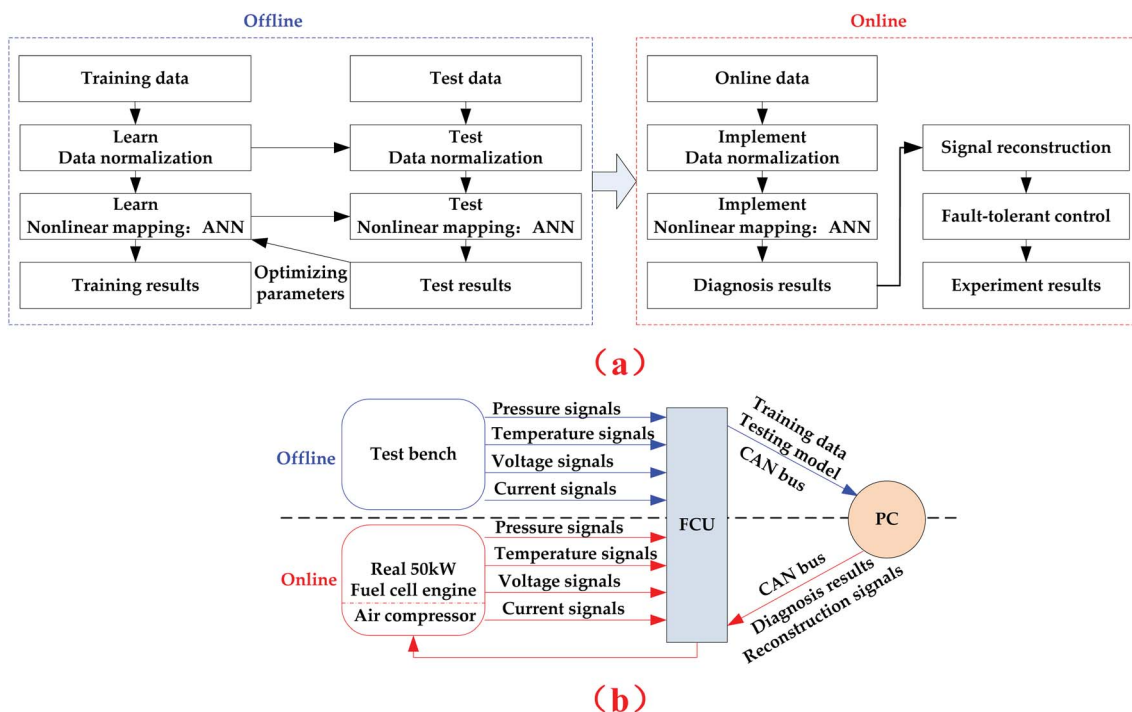 Offline
Online
Training data
Test data
Online data
Learn
Data normalization
Test
Data normalization
Implement
Data normalization
Signal reconstruction
Learn
Nonlinear mapping：ANN
Test
Nonlinear mapping：ANN
Implement
Nonlinear mapping：ANN
Fault-tolerant control
Training results
Optimizing
parameters
Test results
Diagnosis results
Experiment results
（a）
Offline
Test bench
Pressure signals
Temperature signals
Voltage signals
Current signals
FCU
Training data
Testing model
CAN bus
PC
Online
Real 50kW
Fuel cell engine
Air compressor
Pressure signals
Temperature signals
Voltage signals
Current signals
CAN bus
Diagnosis results
Reconstruction signals
（b）